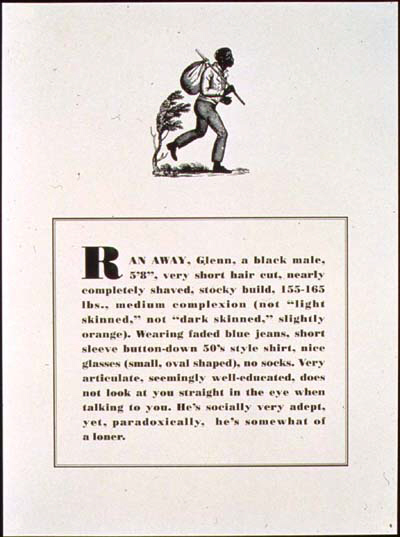 RAN AWAY, Glenn, a black male,
5'8", very short hair cut, nearly
completely shaved, stocky build, 155-165
lbs., medium complexion (not "light
skinned," not "dark skinned," slightly
orange). Wearing faded blue jeans, short
sleeve button-down 50's style shirt, nice
glasses (small, oval shaped), no socks. Very
articulate, seemingly well-educated, does
not look at you straight in the eye when
talking to you. He's socially very adept,
yet, paradoxically, he's somewhat of
a loner.